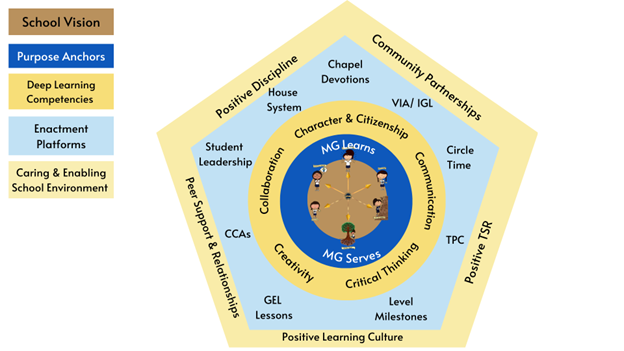 School Vision
Purpose Anchors
Deep Learning
Competencies
Enactment
Platforms
Caring & Enabling
School Environment
Positive Discipline
Community Partnerships
Chapel
Devotions
House
System
VIA/ IGL
Student
Leadership
Circle
Time
Character & Citizenship
MG Learns
Collaboration
Communication
Peer Support & Relationships
CCAs
TPC
Positive TSR
MG Serves
Creativity
Critical Thinking
GEL
Lessons
Level
Milestones
Positive Learning Culture